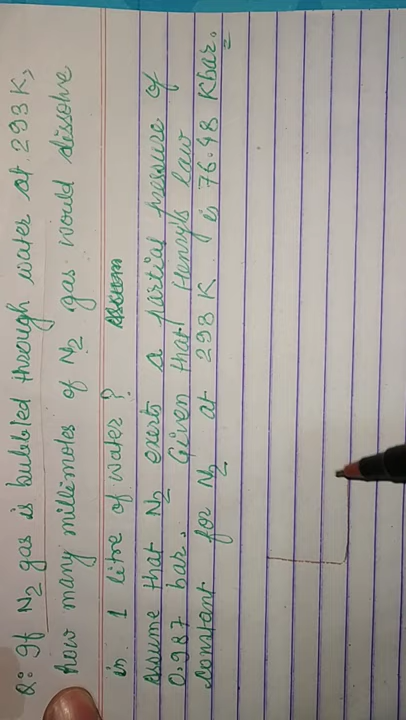 Q: If N2 gas is bubbled through water at 293 K,
how many millimoles of N2 gas would dissolve
in 1 litre of water?
assume that N2 exerts a partial pressure of
0.987 bar. Given that Henry's law
constant for N2 at 293 K is 76.48 Kbar.